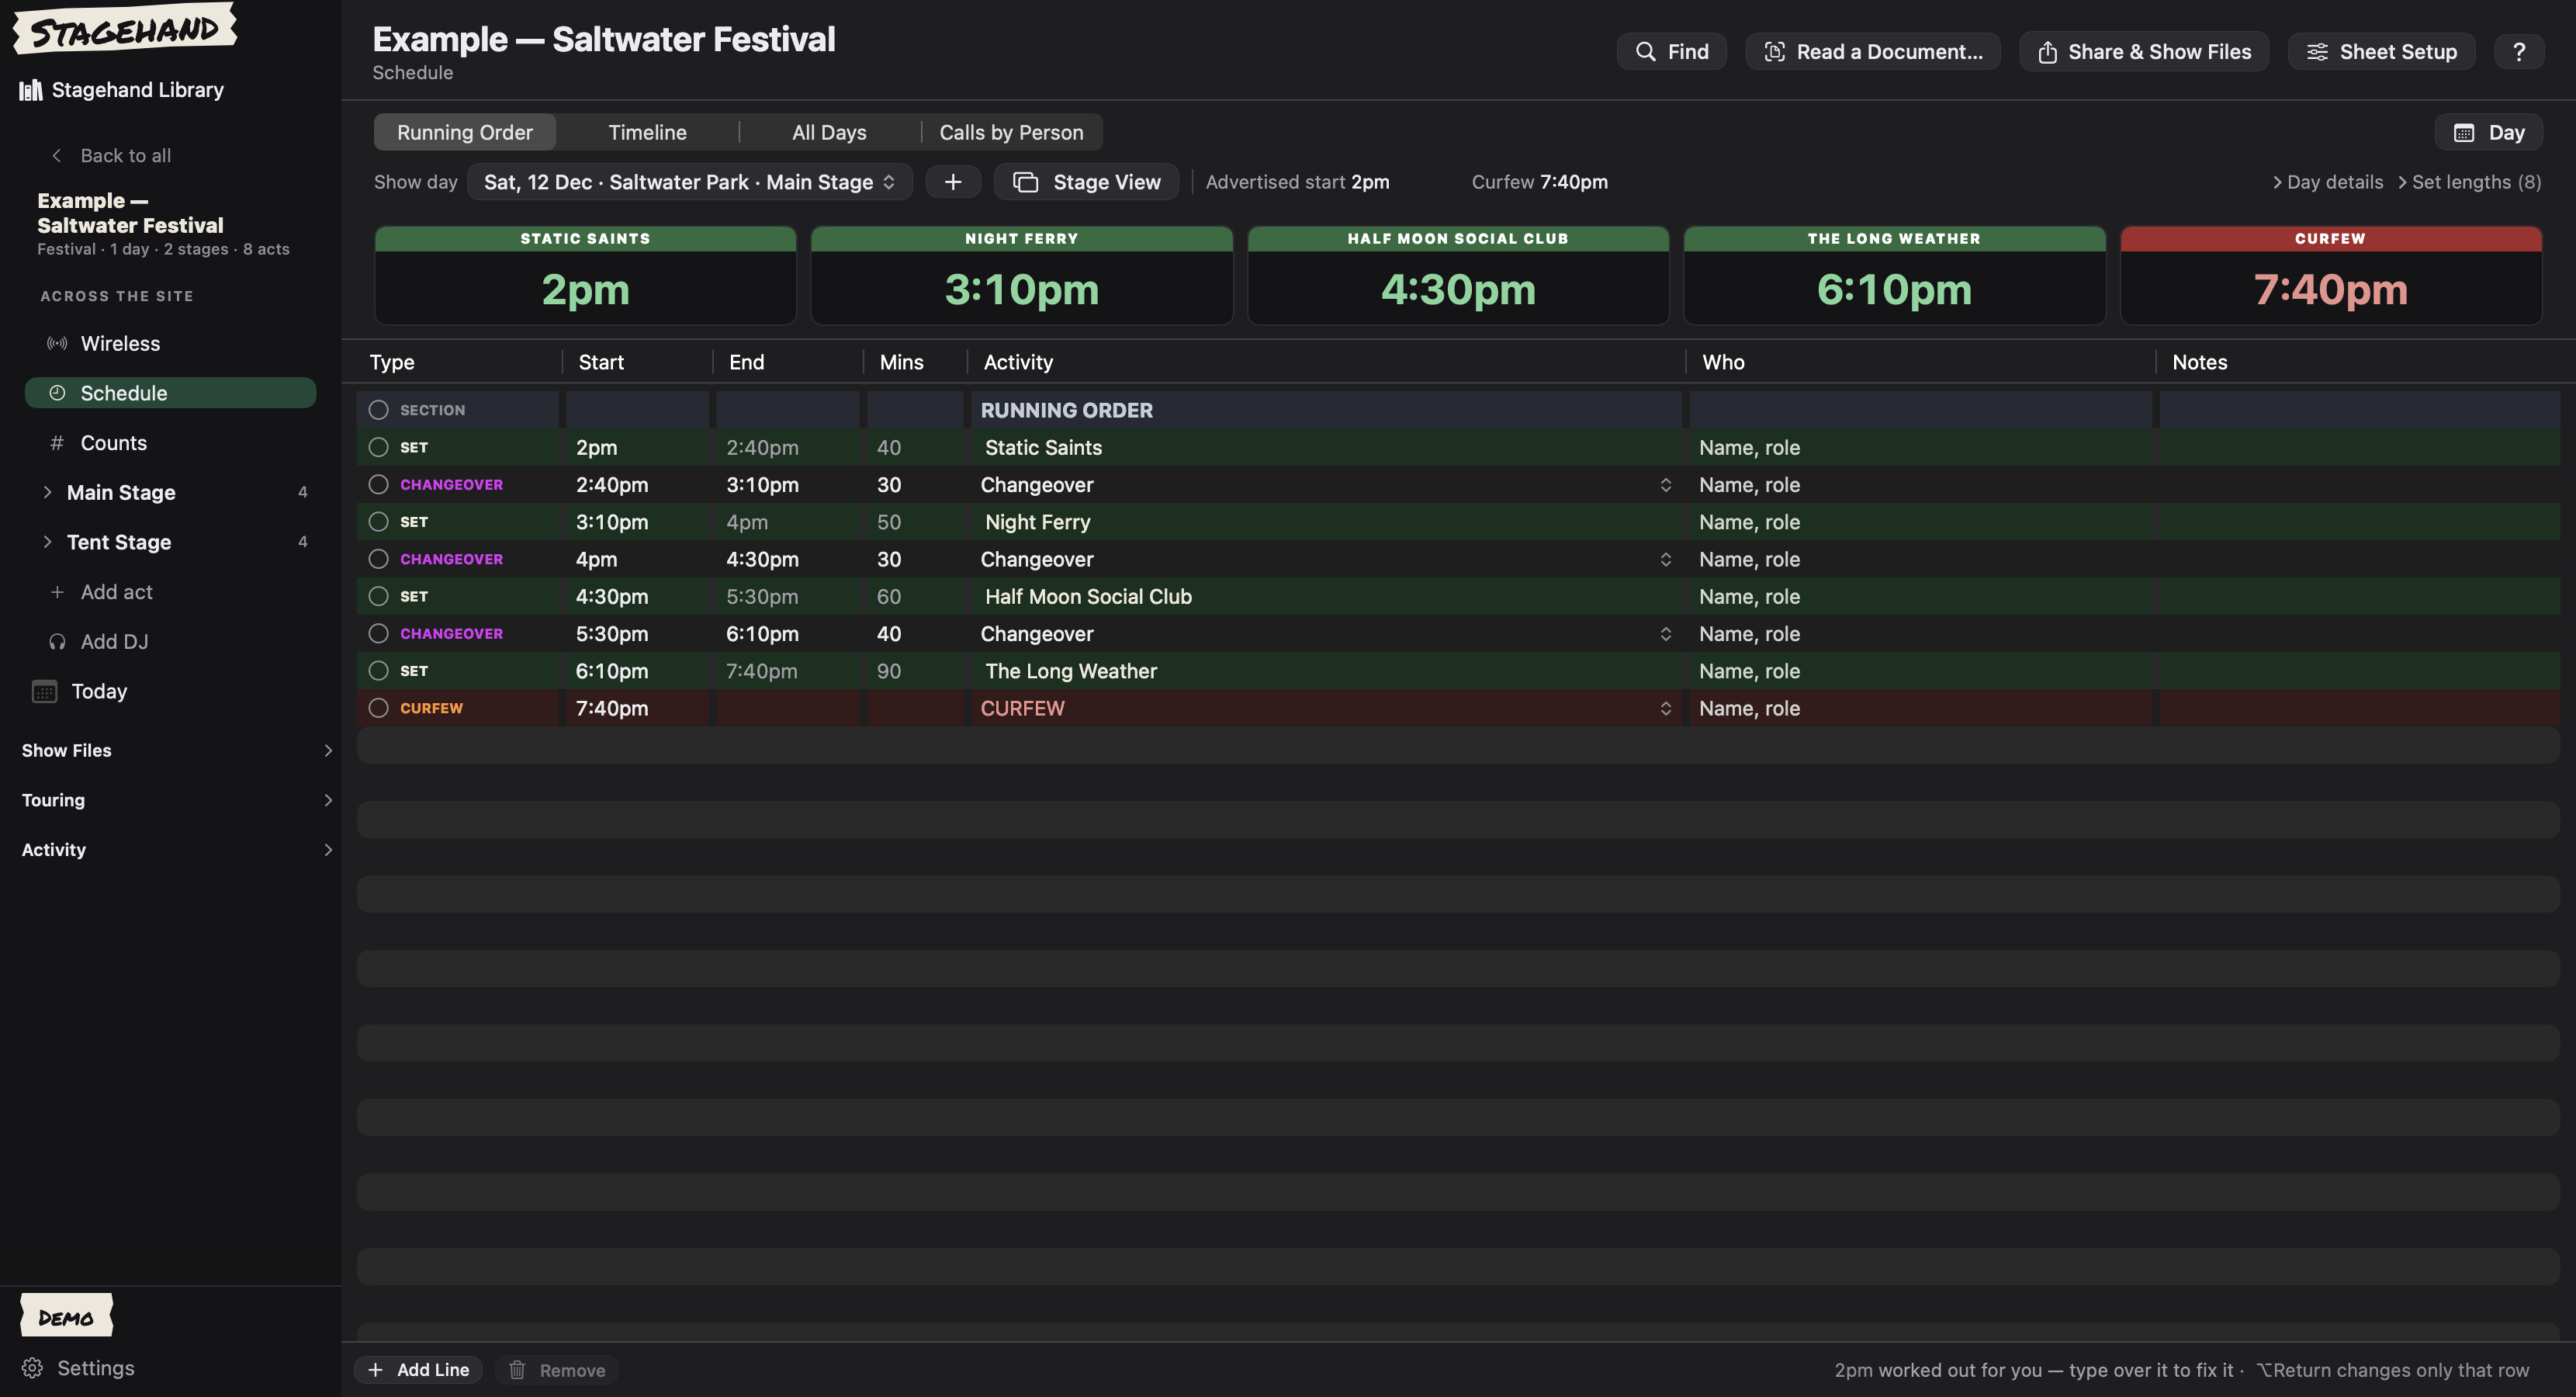 STAGEHAND
Stagehand Library
Back to all
Example —
Saltwater Festival
Festival · 1 day · 2 stages · 8 acts
ACROSS THE SITE
Wireless
Schedule
# Counts
Main Stage 4
Tent Stage 4
+ Add act
Add DJ
Today
Show Files
Touring
Activity
DEMO
Settings
Example — Saltwater Festival
Schedule
Find
Read a Document...
Share & Show Files
Sheet Setup
?
Running Order
Timeline
All Days
Calls by Person
Day
Show day
Sat, 12 Dec · Saltwater Park · Main Stage
+
Stage View
Advertised start 2pm
Curfew 7:40pm
Day details
Set lengths (8)
STATIC SAINTS
2pm
NIGHT FERRY
3:10pm
HALF MOON SOCIAL CLUB
4:30pm
THE LONG WEATHER
6:10pm
CURFEW
7:40pm
Type Start End Mins Activity Who Notes
SECTION RUNNING ORDER
SET 2pm 2:40pm 40 Static Saints Name, role
CHANGEOVER 2:40pm 3:10pm 30 Changeover Name, role
SET 3:10pm 4pm 50 Night Ferry Name, role
CHANGEOVER 4pm 4:30pm 30 Changeover Name, role
SET 4:30pm 5:30pm 60 Half Moon Social Club Name, role
CHANGEOVER 5:30pm 6:10pm 40 Changeover Name, role
SET 6:10pm 7:40pm 90 The Long Weather Name, role
CURFEW 7:40pm CURFEW Name, role
+ Add Line
Remove
2pm worked out for you — type over it to fix it · ⌥Return changes only that row